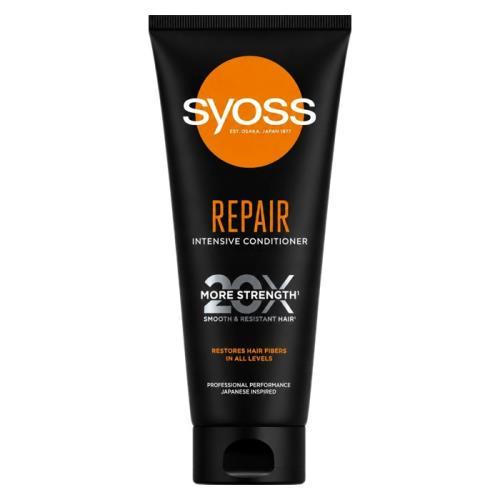 syoss
EST. OSAKA, JAPAN 1977
REPAIR
INTENSIVE CONDITIONER
20X
MORE STRENGTH¹
SMOOTH & RESISTANT HAIR¹
RESTORES HAIR FIBERS
IN ALL LEVELS
PROFESSIONAL PERFORMANCE
JAPANESE INSPIRED